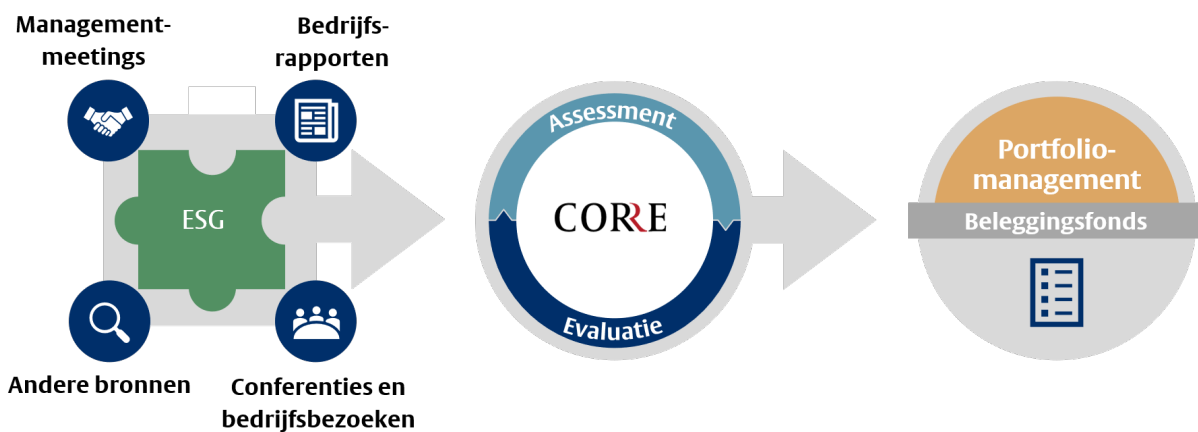 Management-
meetings
Bedrijfs-
rapporten
ESG
Andere bronnen
Conferenties en
bedrijfsbezoeken
Assessment
CORRE
Evaluatie
Portfolio-
management
Beleggingsfonds